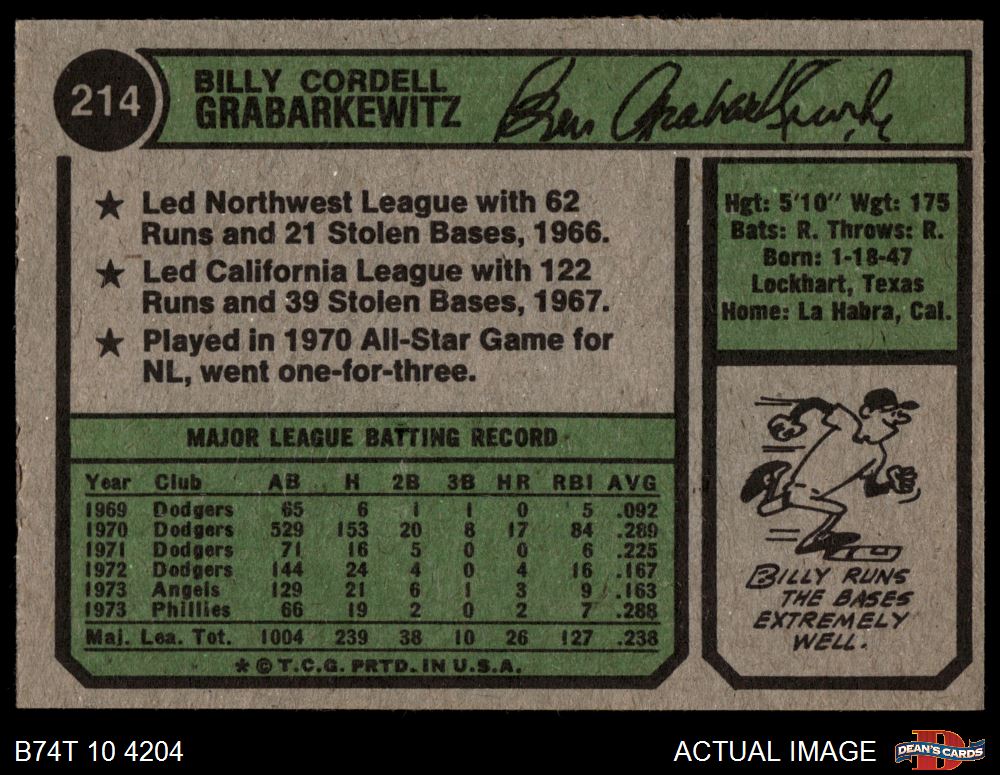 214
BILLY CORDELL
GRABARKEWITZ
Billy Grabarkewitz
★ Led Northwest League with 62
Runs and 21 Stolen Bases, 1966.
★ Led California League with 122
Runs and 39 Stolen Bases, 1967.
★ Played in 1970 All-Star Game for
NL, went one-for-three.
Hgt: 5'10" Wgt: 175
Bats: R. Throws: R.
Born: 1-18-47
Lockhart, Texas
Home: La Habra, Cal.
MAJOR LEAGUE BATTING RECORD
Year Club AB H 2B 3B HR RBI AVG
1969 Dodgers 65 6 1 1 0 5 .092
1970 Dodgers 529 153 20 8 17 84 .289
1971 Dodgers 71 16 5 0 0 6 .225
1972 Dodgers 144 24 4 0 4 16 .167
1973 Angels 129 21 6 1 3 9 .163
1973 Phillies 66 19 2 0 2 7 .288
Maj. Lea. Tot. 1004 239 38 10 26 127 .238
* © T.C.G. PRTD. IN U.S.A.
BILLY RUNS
THE BASES
EXTREMELY
WELL.
B74T 10 4204
ACTUAL IMAGE
D
DEAN'S CARDS